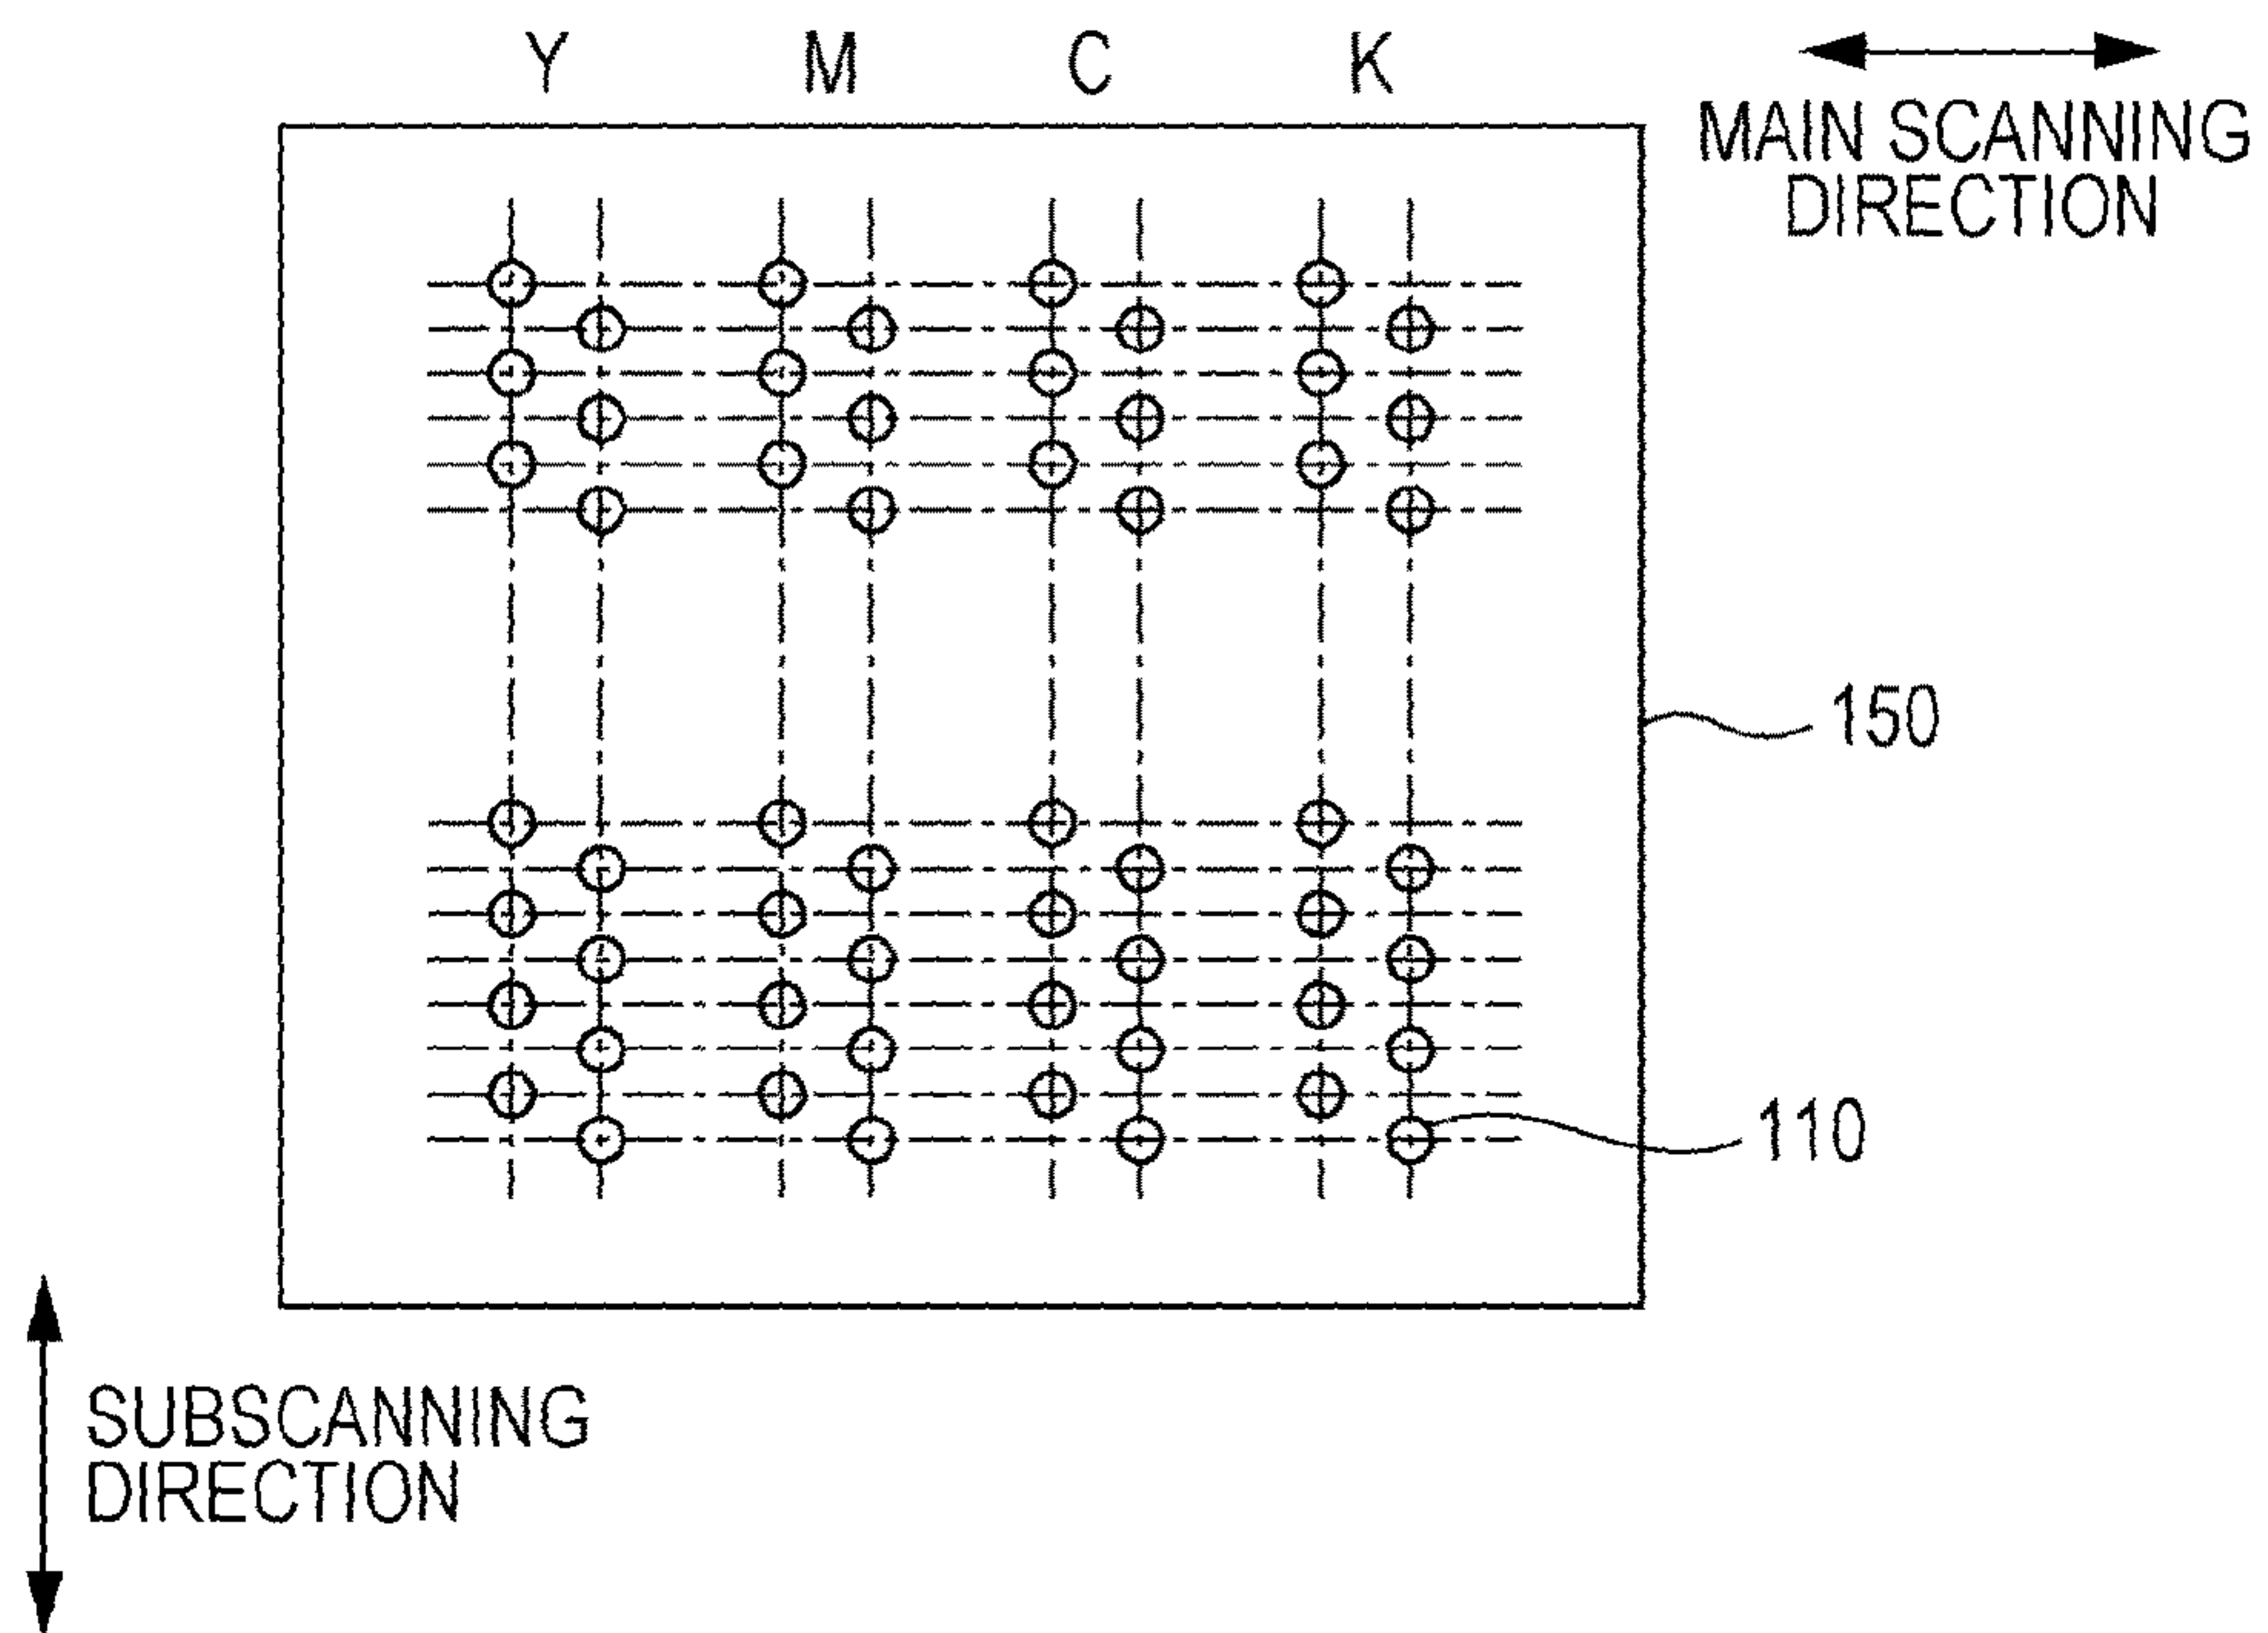 Y M C K
MAIN SCANNING
DIRECTION
150
110
SUBSCANNING
DIRECTION